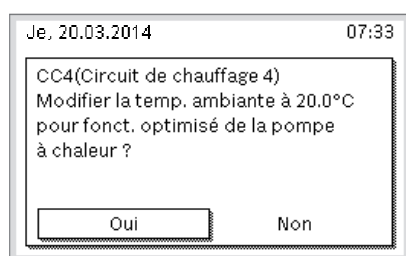 Je, 20.03.2014 07:33
CC4(Circuit de chauffage 4)
Modifier la temp. ambiante à 20.0°C
pour fonct. optimisé de la pompe
à chaleur ?
Oui Non